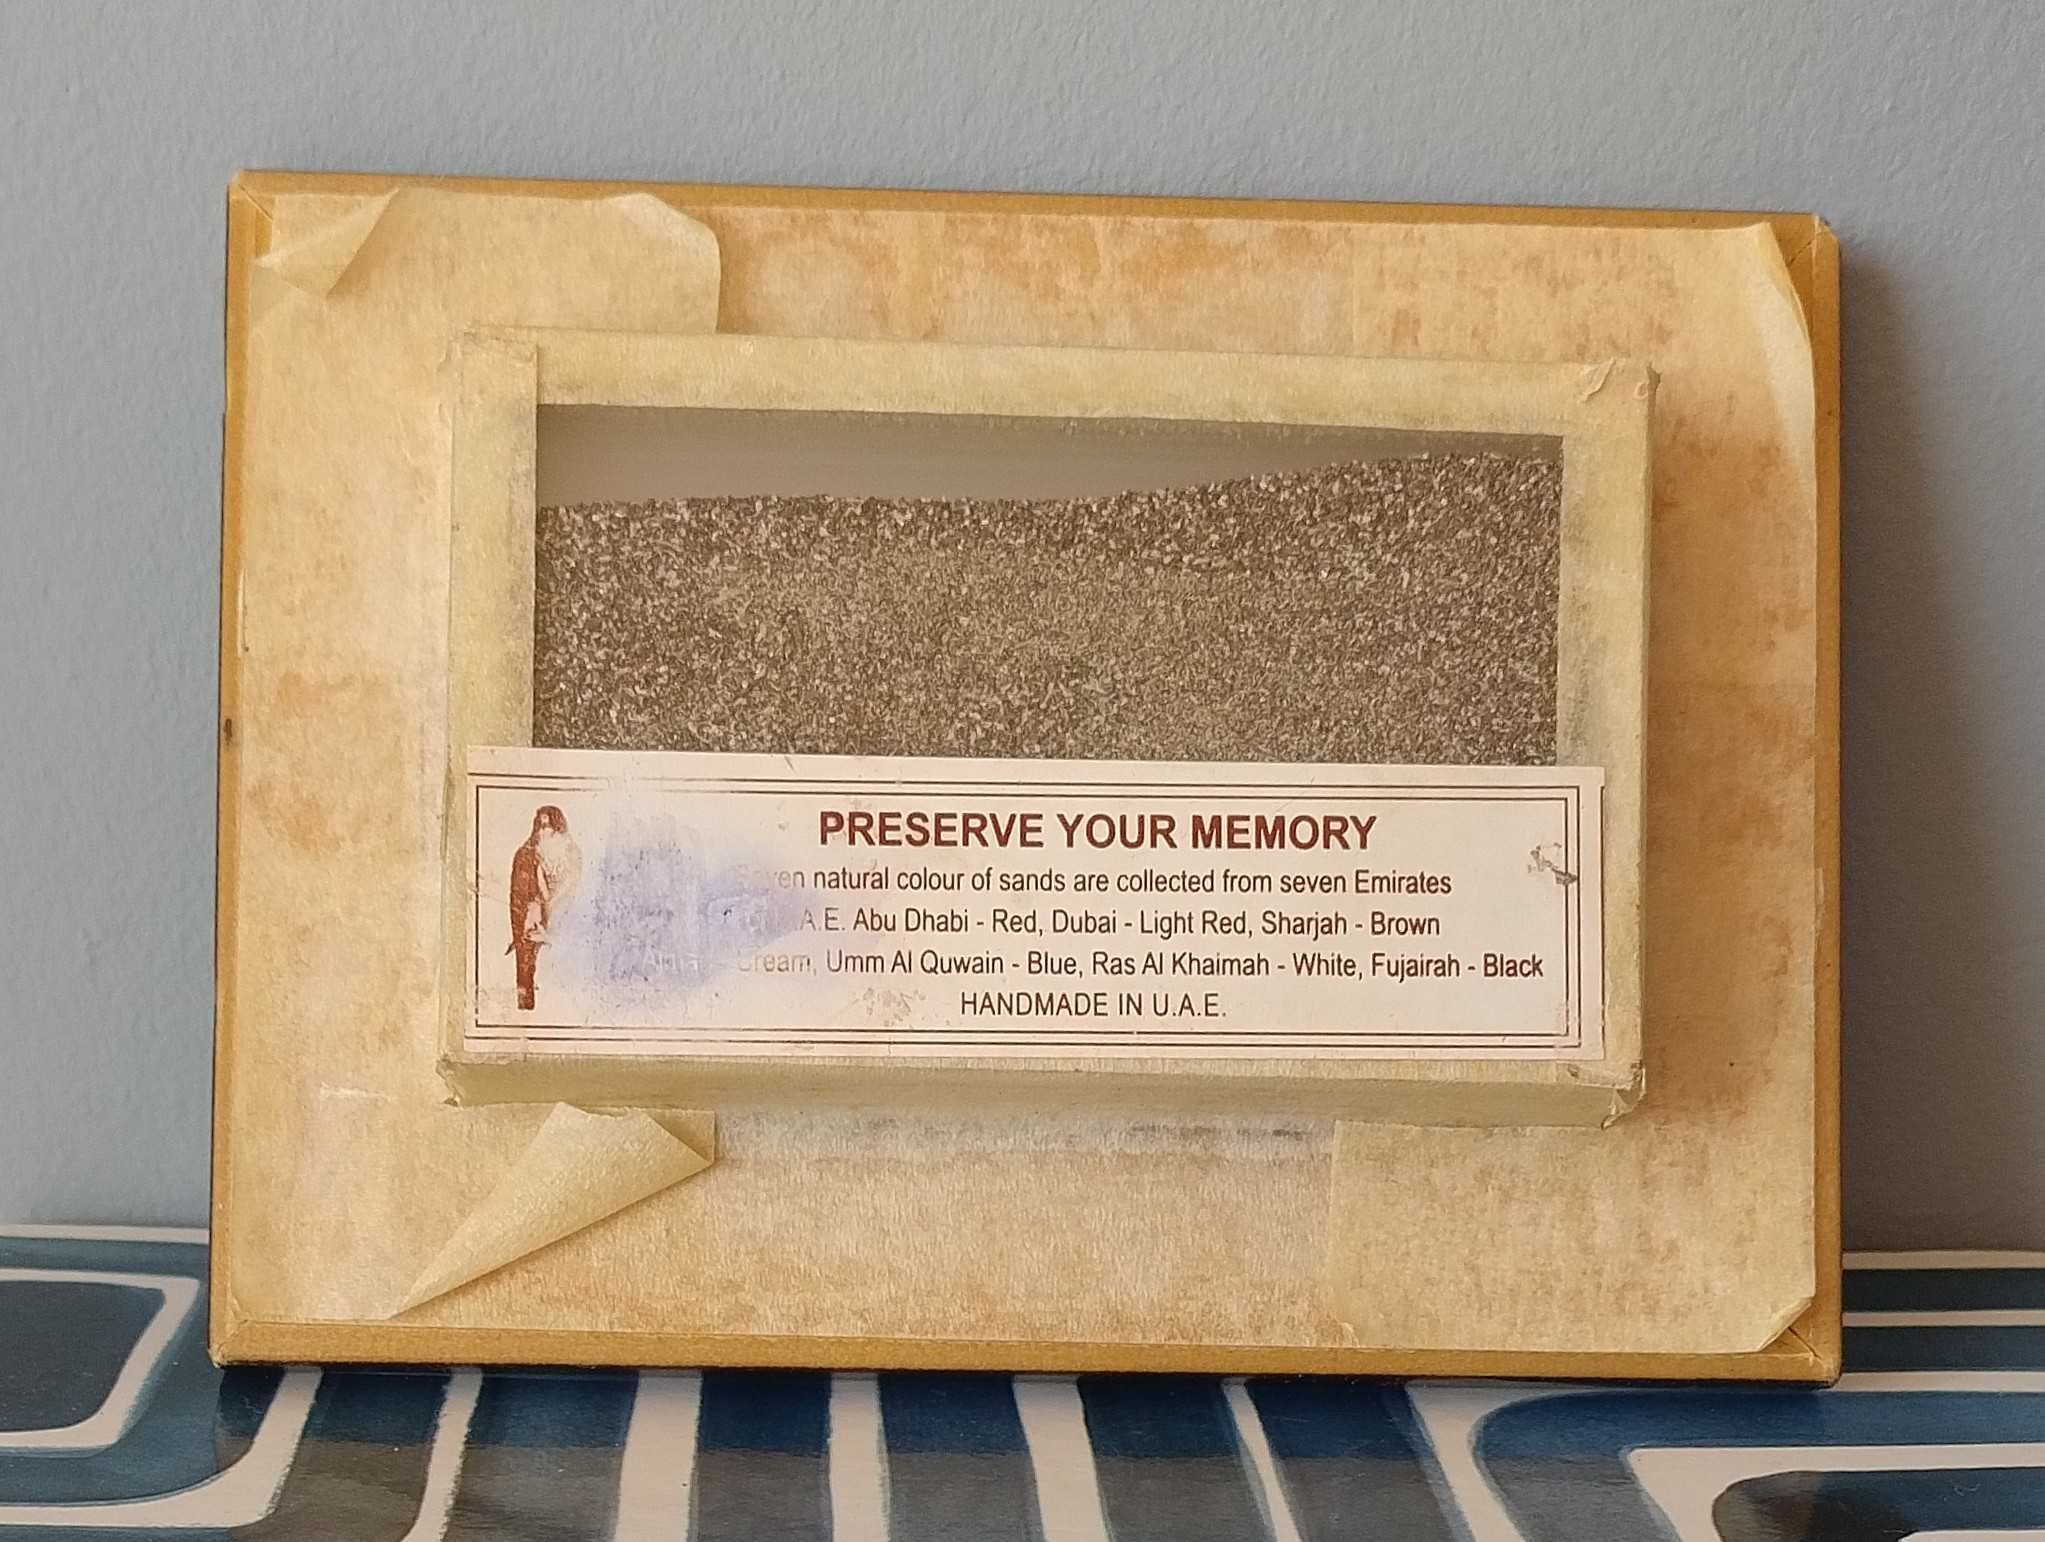 PRESERVE YOUR MEMORY
Seven natural colour of sands are collected from seven Emirates
U.A.E. Abu Dhabi - Red, Dubai - Light Red, Sharjah - Brown
Cream, Umm Al Quwain - Blue, Ras Al Khaimah - White, Fujairah - Black
HANDMADE IN U.A.E.